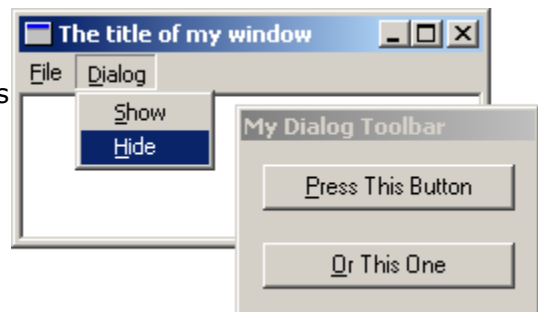 The title of my window
File Dialog
s
Show
Hide
My Dialog Toolbar
Press This Button
Or This One